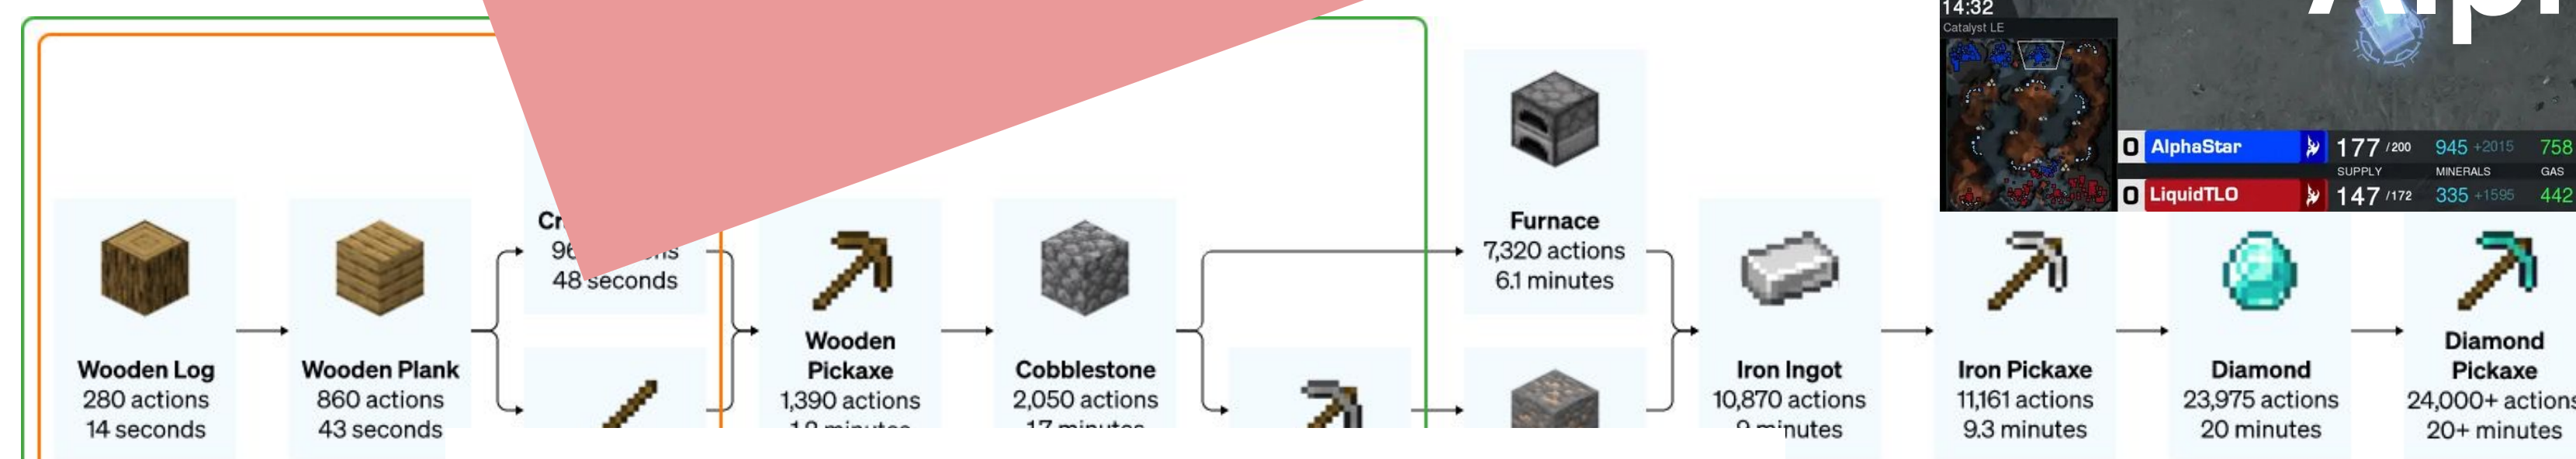 14:32
Catalyst LE
0 AlphaStar 177 /200 945 +2015 758
SUPPLY MINERALS GAS
0 LiquidTLO 147 /172 335 +1595 442
Wooden Log
280 actions
14 seconds
Wooden Plank
860 actions
43 seconds
48 seconds
Wooden
Pickaxe
1,390 actions
Cobblestone
2,050 actions
Furnace
7,320 actions
6.1 minutes
Iron Ingot
10,870 actions
9 minutes
Iron Pickaxe
11,161 actions
9.3 minutes
Diamond
23,975 actions
20 minutes
Diamond
Pickaxe
24,000+ actions
20+ minutes